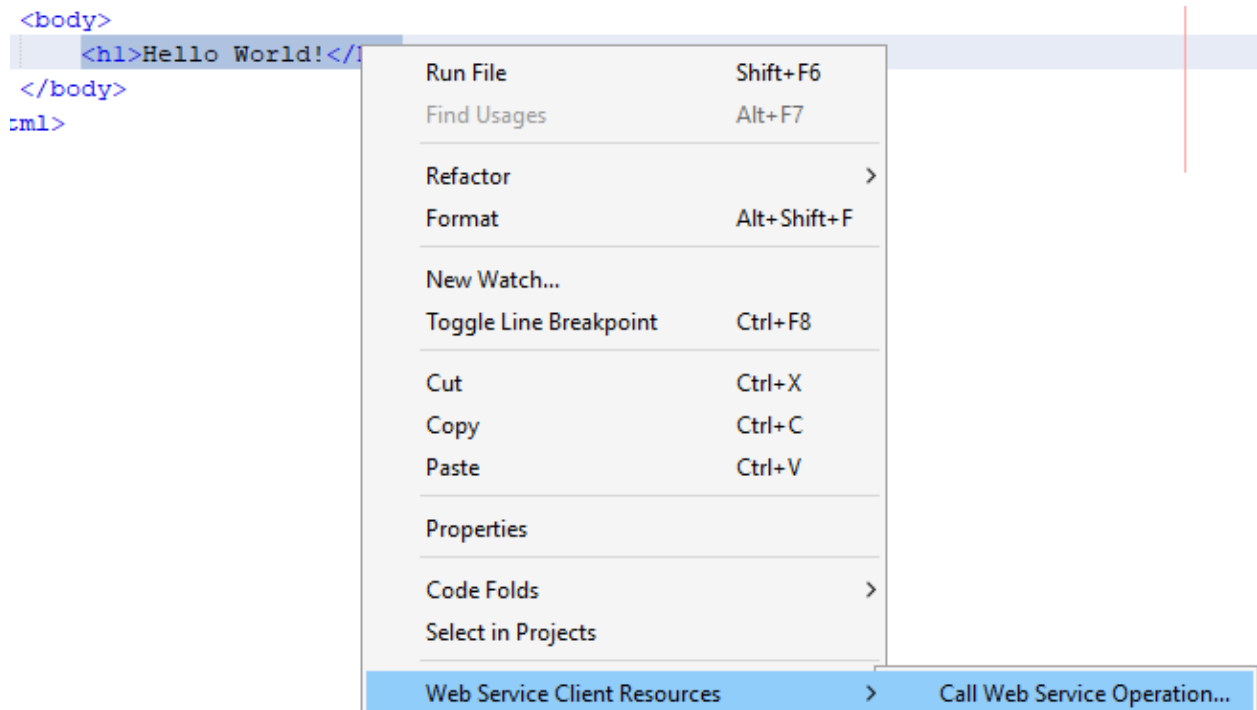 <body>
<h1>Hello World!</
</body>
tml>
Run File Shift+F6
Find Usages Alt+F7
Refactor
Format Alt+Shift+F
New Watch...
Toggle Line Breakpoint Ctrl+F8
Cut Ctrl+X
Copy Ctrl+C
Paste Ctrl+V
Properties
Code Folds
Select in Projects
Web Service Client Resources
Call Web Service Operation...